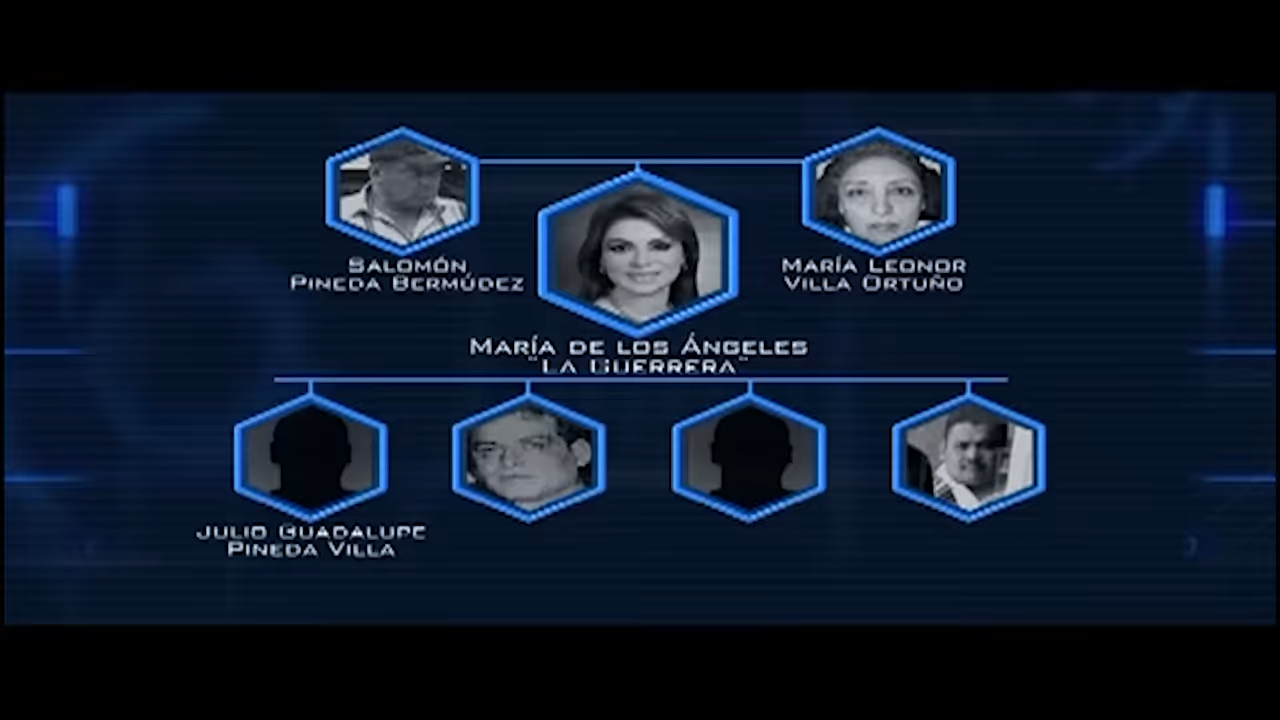 SALOMÓN
PINEDA BERMÚDEZ
MARÍA LEONOR
VILLA ORTUÑO
MARÍA DE LOS ÁNGELES
"LA GUERRERA"
JULIO GUADALUPE
PINEDA VILLA